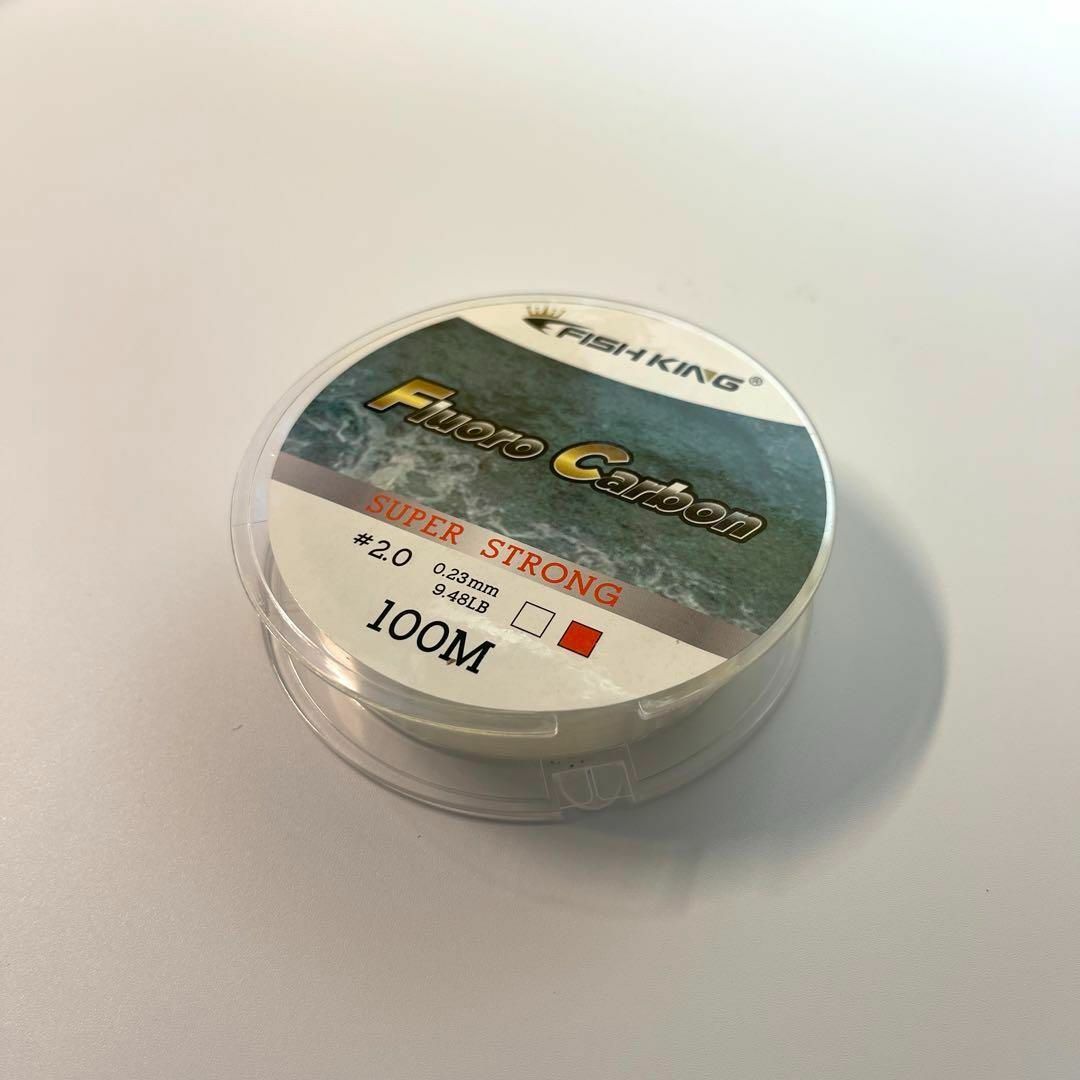 FISH KING®
Fluoro Carbon
SUPER STRONG
#2.0
0.23mm
9.48LB
100M